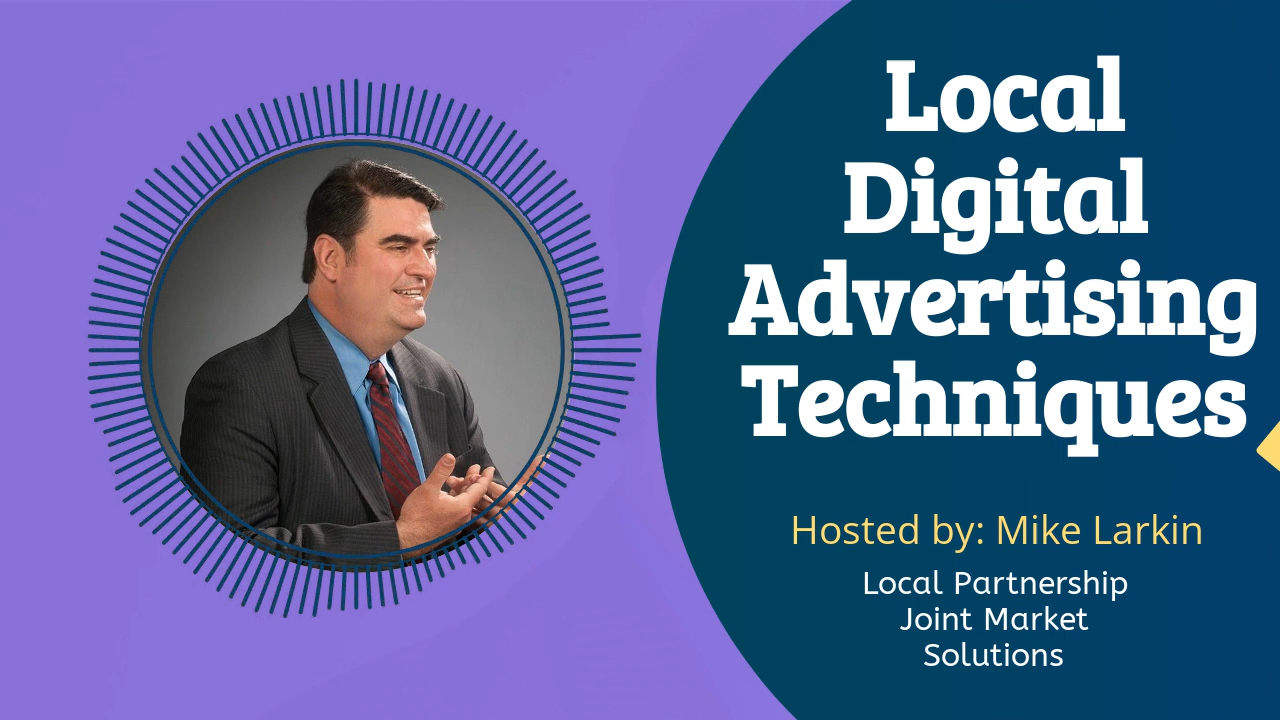 Local
Digital
Advertising
Techniques
Hosted by: Mike Larkin
Local Partnership
Joint Market
Solutions